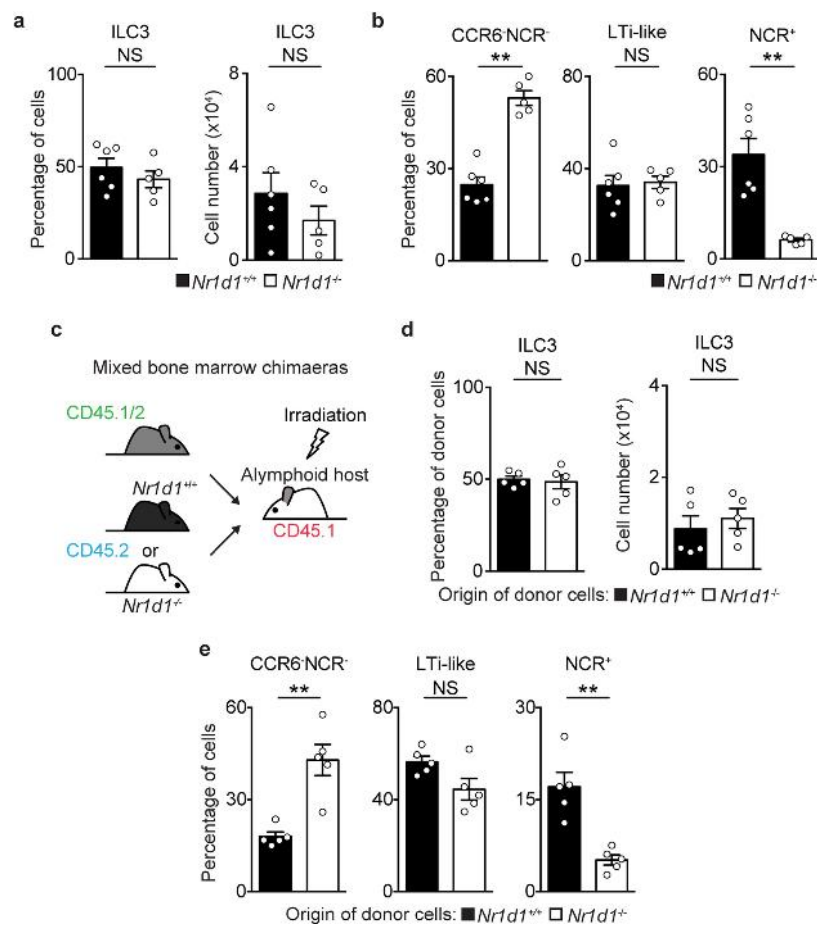 a
ILC3
NS
Percentage of cells
100
50
0
ILC3
NS
Cell number (x10⁴)
8
4
0
■Nr1d1+/+ □Nr1d1-/-
b
CCR6-NCR-
**
Percentage of cells
60
30
0
LTi-like
NS
80
40
0
NCR+
**
60
30
0
■Nr1d1+/+ □Nr1d1-/-
c
Mixed bone marrow chimaeras
CD45.1/2
Irradiation
Alymphoid host
Nr1d1+/+
CD45.1
CD45.2 or
Nr1d1-/-
d
ILC3
NS
Percentage of donor cells
100
50
0
ILC3
NS
Cell number (x10⁴)
4
2
0
Origin of donor cells: ■Nr1d1+/+ □Nr1d1-/-
e
CCR6-NCR-
**
Percentage of cells
60
30
0
LTi-like
NS
80
40
0
NCR+
**
30
15
0
Origin of donor cells: ■Nr1d1+/+ □Nr1d1-/-